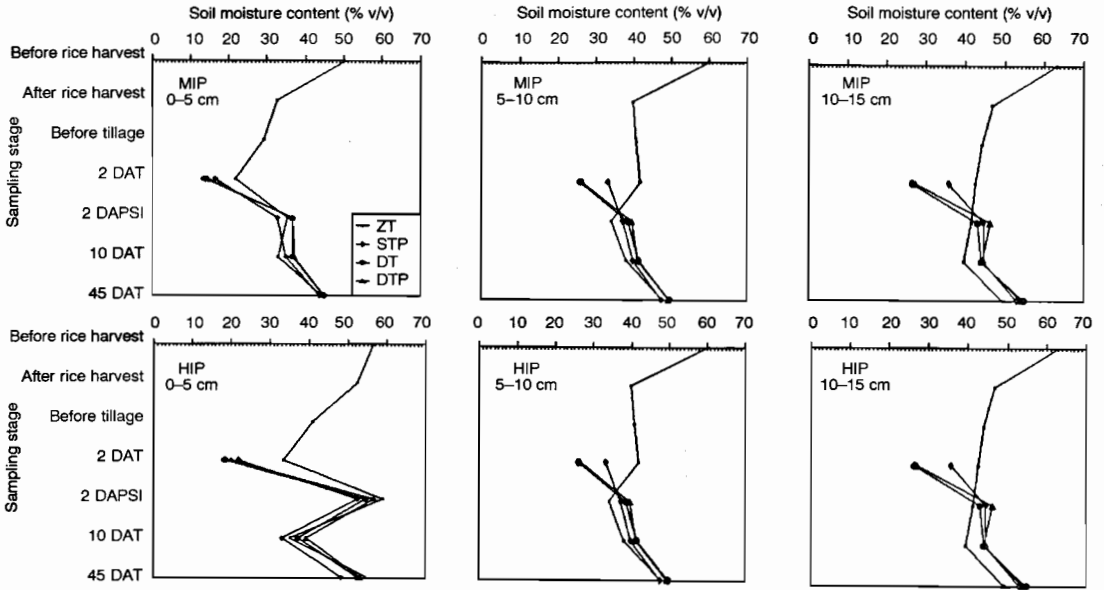 Soil moisture content (% v/v)
Soil moisture content (% v/v)
Soil moisture content (% v/v)
0 10 20 30 40 50 60 70
0 10 20 30 40 50 60 70
0 10 20 30 40 50 60 70
Sampling stage
Before rice harvest
After rice harvest
Before tillage
2 DAT
2 DAPSI
10 DAT
45 DAT
MIP
0–5 cm
ZT
STP
DT
DTP
MIP
5–10 cm
MIP
10–15 cm
0 10 20 30 40 50 60 70
0 10 20 30 40 50 60 70
0 10 20 30 40 50 60 70
Sampling stage
Before rice harvest
After rice harvest
Before tillage
2 DAT
2 DAPSI
10 DAT
45 DAT
HIP
0–5 cm
HIP
5–10 cm
HIP
10–15 cm